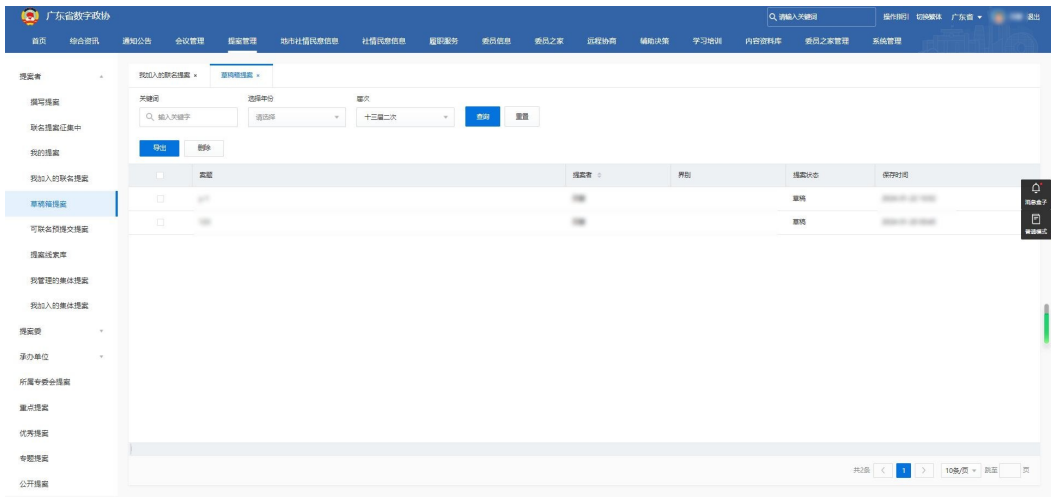 广东省数字政协
请输入关键词
操作指引 切换繁体 广东省 退出
首页 综合资讯 通知公告 会议管理 提案管理 地市社情民意信息 社情民意信息 履职服务 委员信息 委员之家 远程协商 辅助决策 学习培训 内容资料库 委员之家管理 系统管理
提案者
撰写提案
联名提案征集中
我的提案
我加入的联名提案
草稿箱提案
可联名预提交提案
提案线索库
我管理的集体提案
我加入的集体提案
提案委
承办单位
所属专委会提案
重点提案
优秀提案
专题提案
公开提案
我加入的联名提案 × 草稿箱提案 ×
关键词 选择年份 届次
输入关键字 请选择 十三届二次 查询 重置
导出 删除
案题 提案者 界别 提案状态 保存时间
草稿
草稿
消息盒子
普通模式
共2条 < 1 > 10条/页 跳至 页